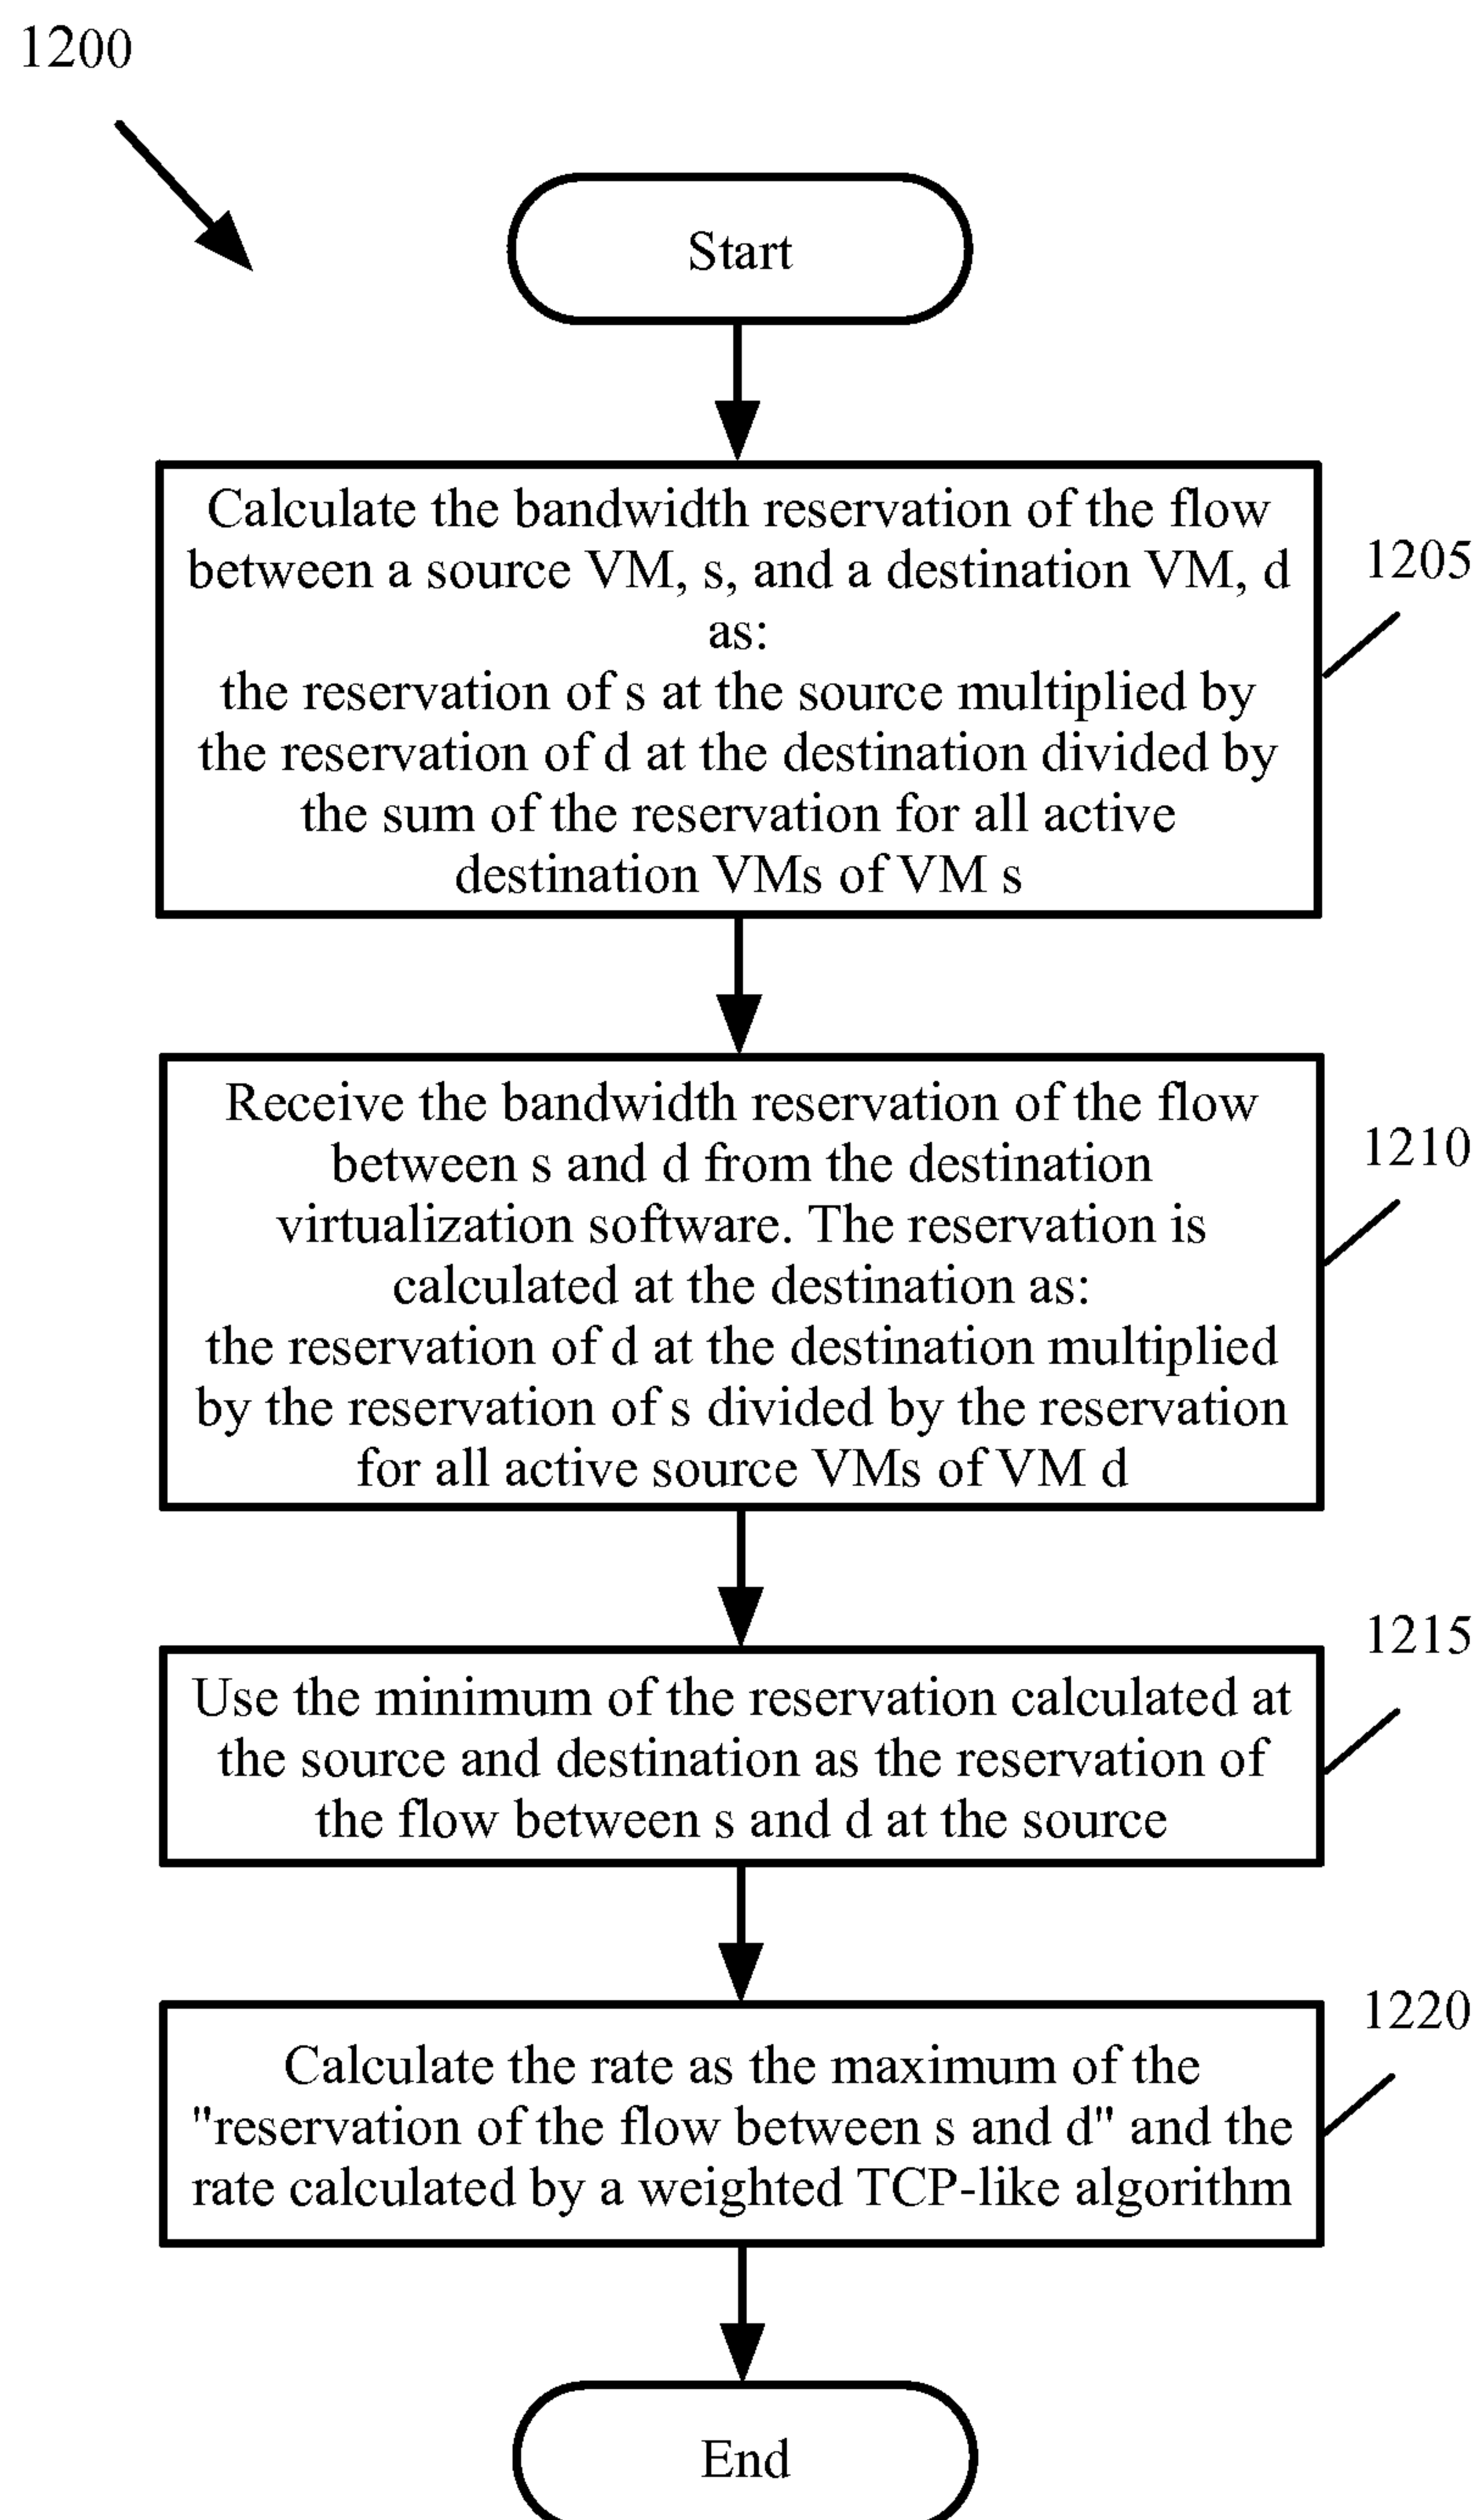 1200
Start
Calculate the bandwidth reservation of the flow
between a source VM, s, and a destination VM, d
as:
the reservation of s at the source multiplied by
the reservation of d at the destination divided by
the sum of the reservation for all active
destination VMs of VM s
1205
Receive the bandwidth reservation of the flow
between s and d from the destination
virtualization software. The reservation is
calculated at the destination as:
the reservation of d at the destination multiplied
by the reservation of s divided by the reservation
for all active source VMs of VM d
1210
Use the minimum of the reservation calculated at
the source and destination as the reservation of
the flow between s and d at the source
1215
Calculate the rate as the maximum of the
"reservation of the flow between s and d" and the
rate calculated by a weighted TCP-like algorithm
1220
End